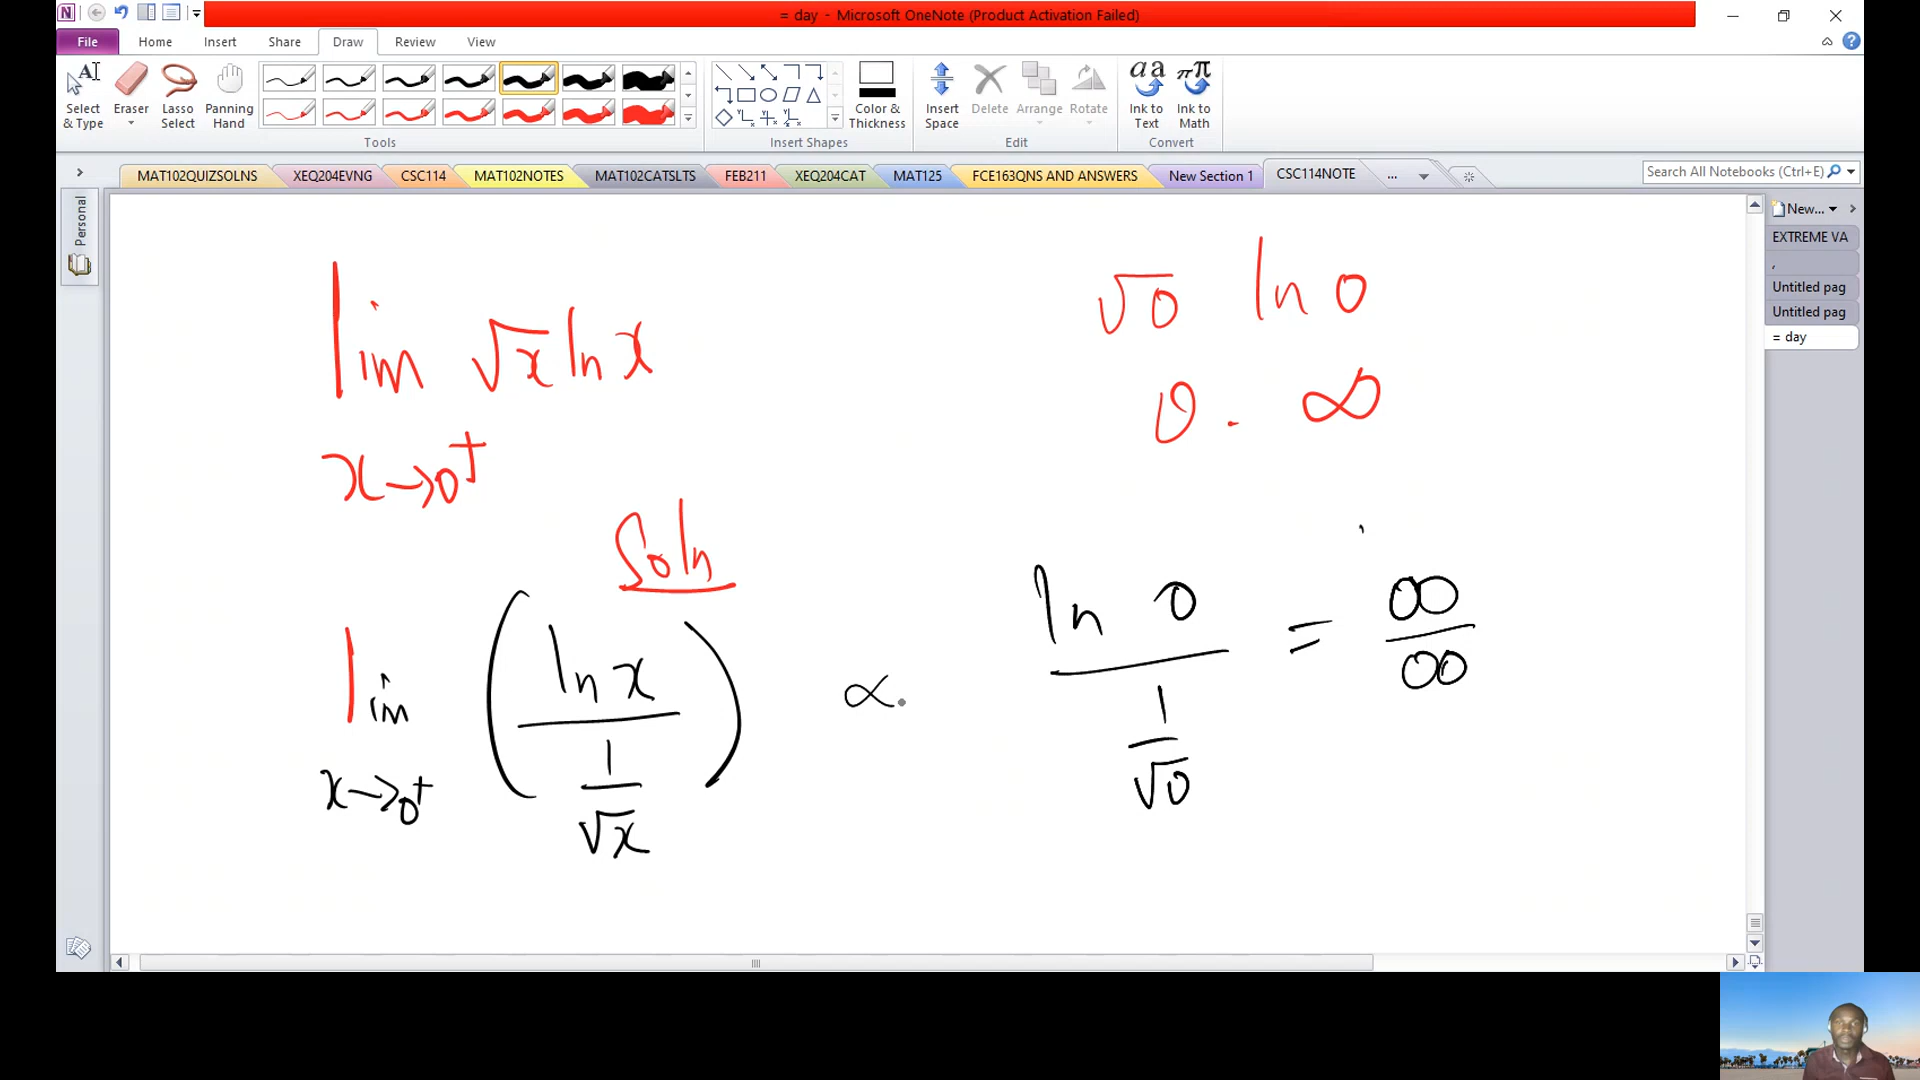 = day - Microsoft OneNote (Product Activation Failed)
File Home Insert Share Draw Review View
Select & Type
Eraser
Lasso Select
Panning Hand
Color & Thickness
Insert Space
Delete
Arrange
Rotate
Ink to Text
Ink to Math
Tools
Insert Shapes
Edit
Convert
MAT102QUIZSOLNS XEQ204EVNG CSC114 MAT102NOTES MAT102CATSLTS FEB211 XEQ204CAT MAT125 FCE163QNS AND ANSWERS New Section 1 CSC114NOTE ...
Search All Notebooks (Ctrl+E)
Personal
New...
EXTREME VA
,
Untitled pag
Untitled pag
= day
lim √x ln x
x→0⁺
√0 ln 0
0 . ∞
Soln
lim (ln x / (1/√x)) ∝
x→0⁺
ln 0 / (1/√0) = ∞/∞